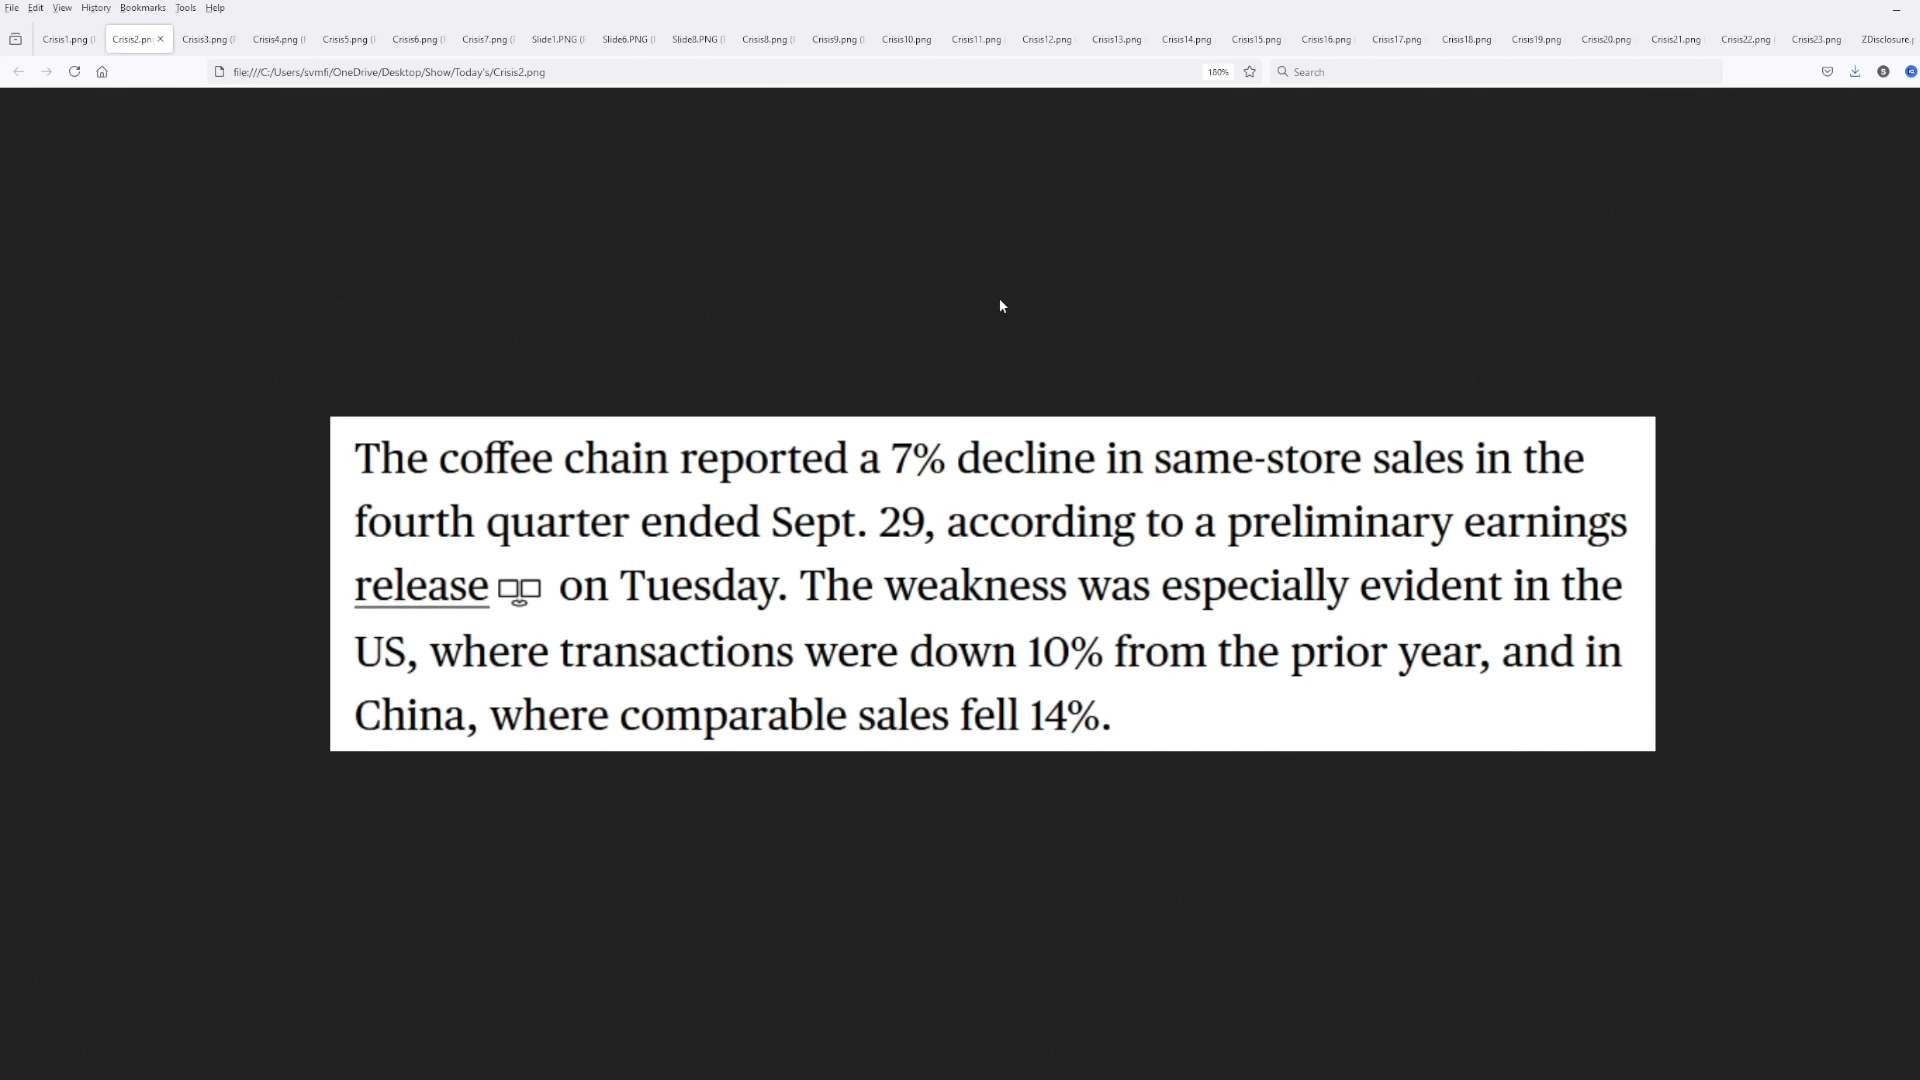 File Edit View History Bookmarks Tools Help
Crisis1.png ( Crisis2.pn Crisis3.png ( Crisis4.png ( Crisis5.png ( Crisis6.png ( Crisis7.png ( Slide1.PNG ( Slide6.PNG ( Slide8.PNG ( Crisis8.png ( Crisis9.png ( Crisis10.png Crisis11.png Crisis12.png Crisis13.png Crisis14.png Crisis15.png Crisis16.png Crisis17.png Crisis18.png Crisis19.png Crisis20.png Crisis21.png Crisis22.png Crisis23.png ZDisclosure.p
file:///C:/Users/svmfi/OneDrive/Desktop/Show/Today's/Crisis2.png 180% Search S
The coffee chain reported a 7% decline in same-store sales in the
fourth quarter ended Sept. 29, according to a preliminary earnings
release on Tuesday. The weakness was especially evident in the
US, where transactions were down 10% from the prior year, and in
China, where comparable sales fell 14%.